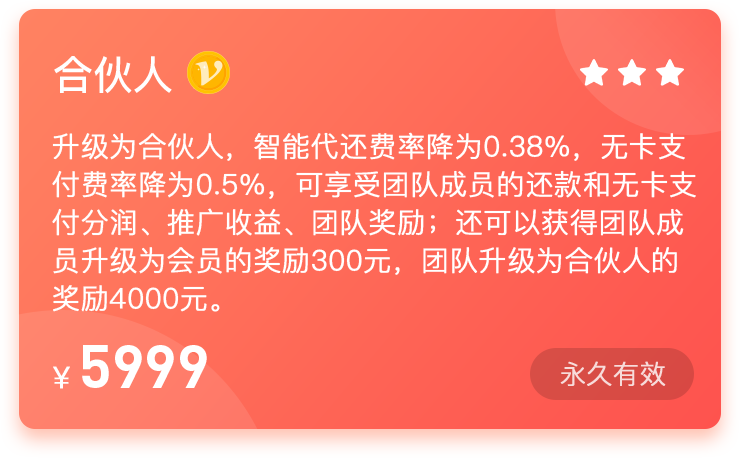 合伙人
升级为合伙人，智能代还费率降为0.38%，无卡支
付费率降为0.5%，可享受团队成员的还款和无卡支
付分润、推广收益、团队奖励；还可以获得团队成
员升级为会员的奖励300元，团队升级为合伙人的
奖励4000元。
¥ 5999
永久有效